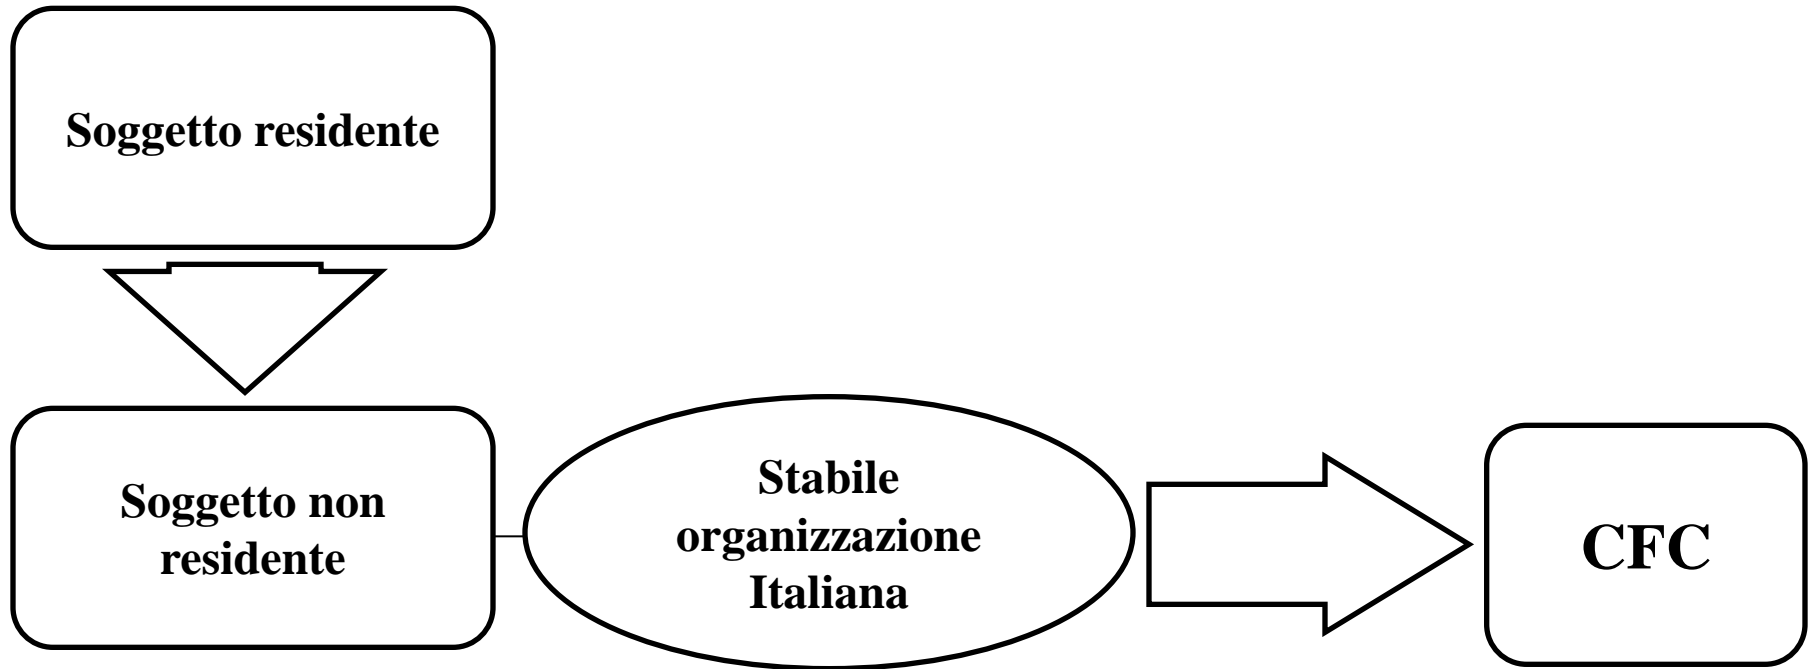 Soggetto residente
Soggetto non
residente
Stabile
organizzazione
Italiana
CFC